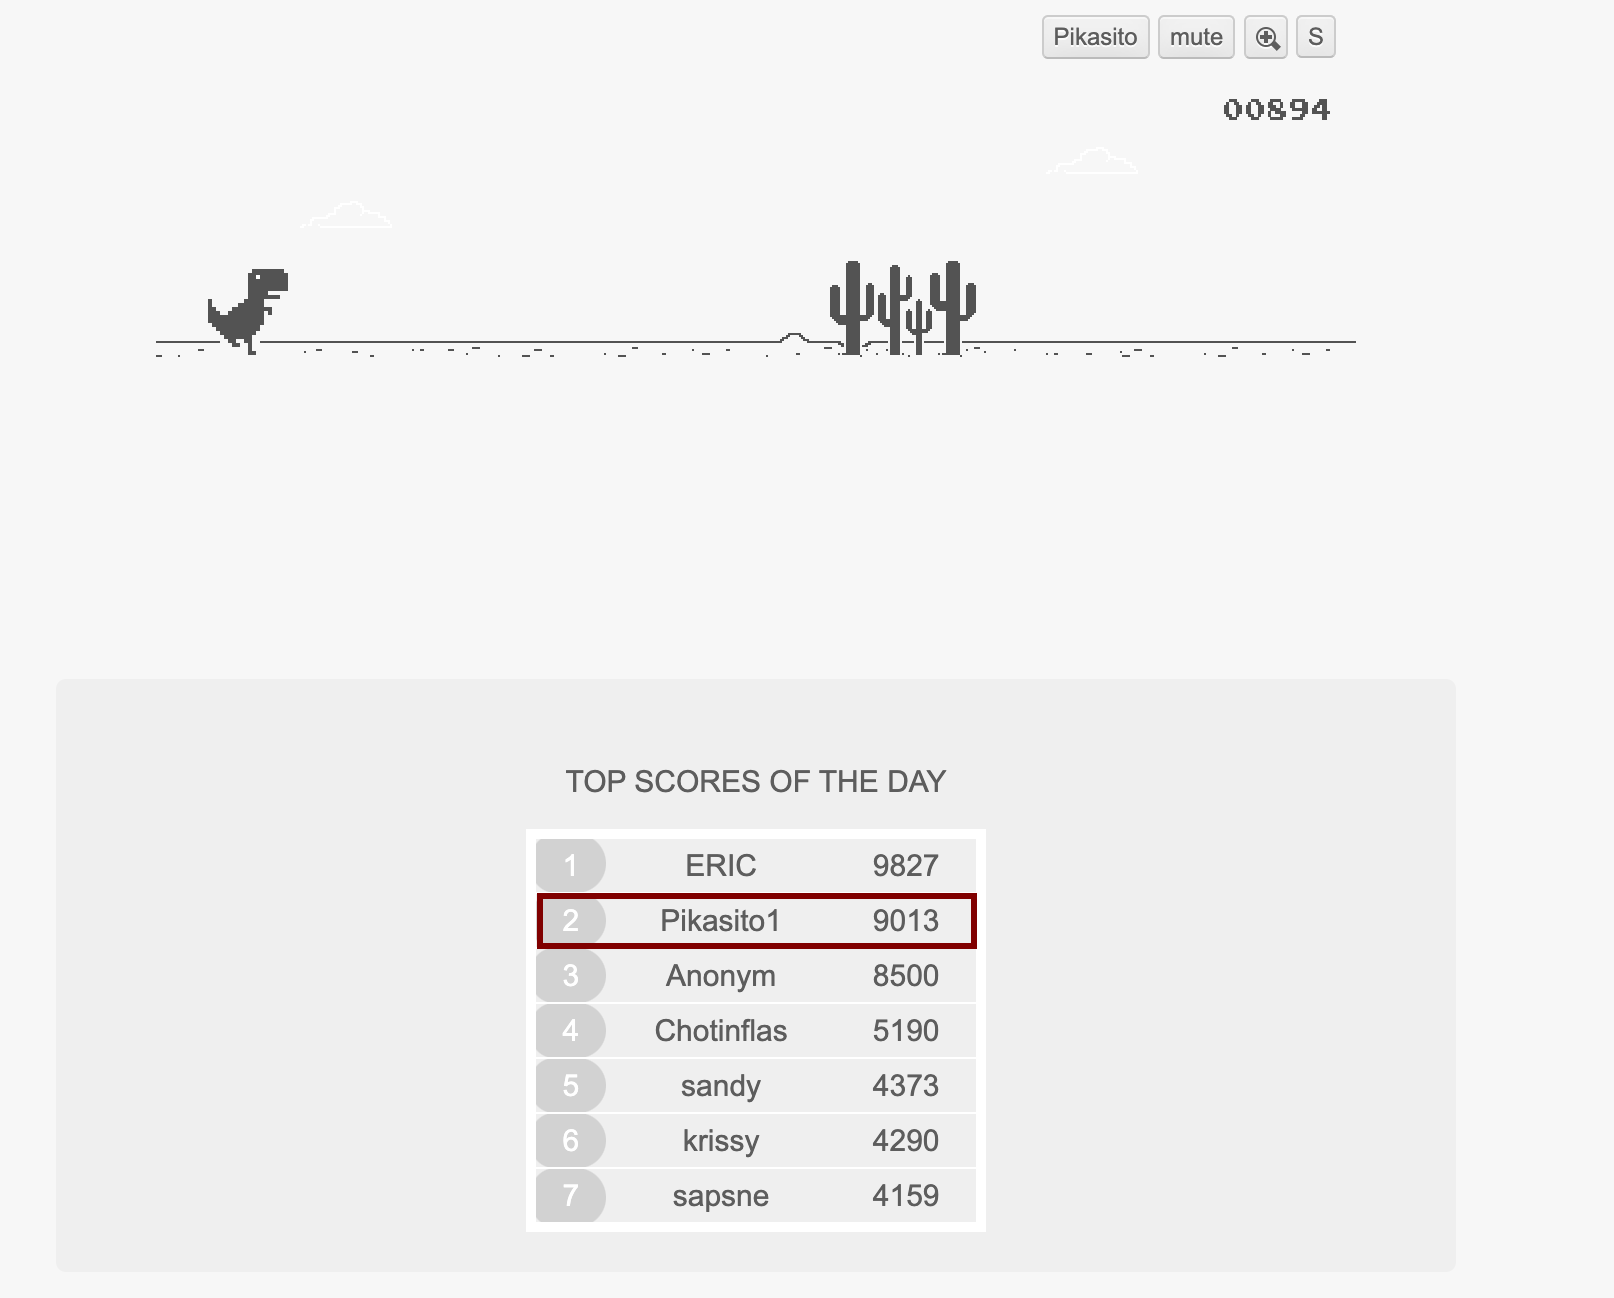 Pikasito mute S
00894
TOP SCORES OF THE DAY
1 ERIC 9827
2 Pikasito1 9013
3 Anonym 8500
4 Chotinflas 5190
5 sandy 4373
6 krissy 4290
7 sapsne 4159